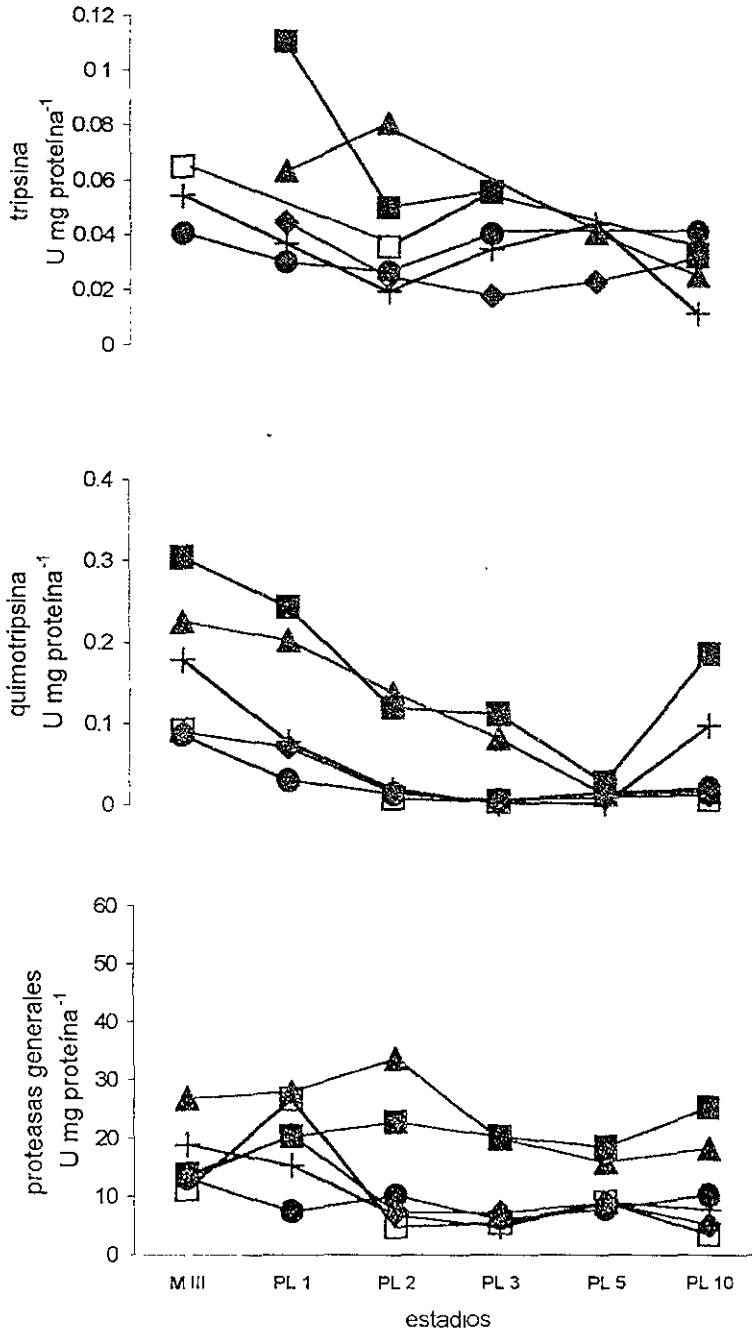 0.12
0.1
0.08
0.06
0.04
0.02
0
tripsina
U mg proteína-1
0.4
0.3
0.2
0.1
0
quimotripsina
U mg proteína-1
60
50
40
30
20
10
0
proteasas generales
U mg proteína-1
M III PL 1 PL 2 PL 3 PL 5 PL 10
estadios